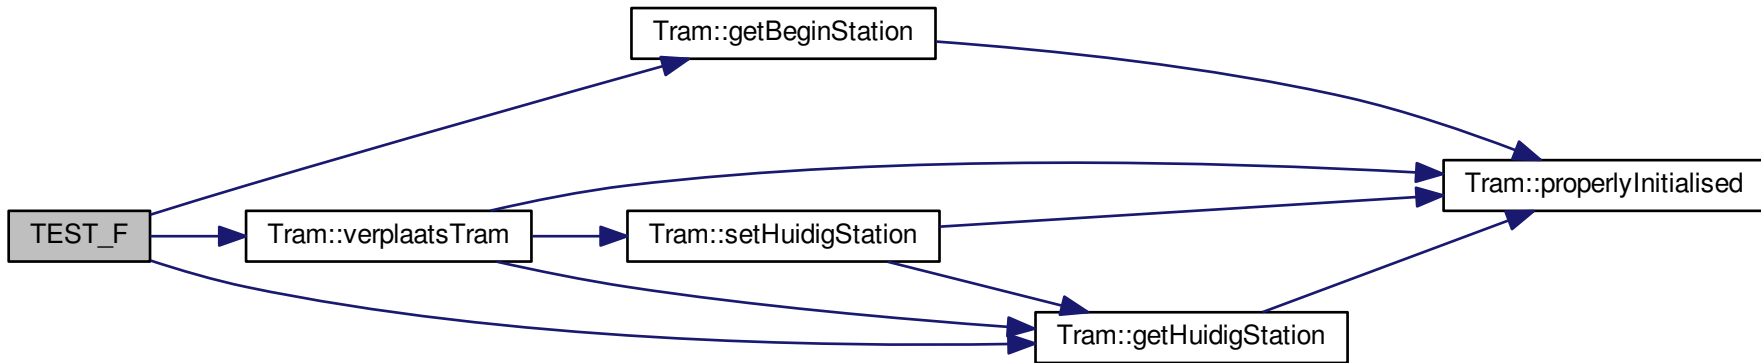 Tram::getBeginStation
Tram::properlyInitialised
TEST_F
Tram::verplaatsTram
Tram::setHuidigStation
Tram::getHuidigStation